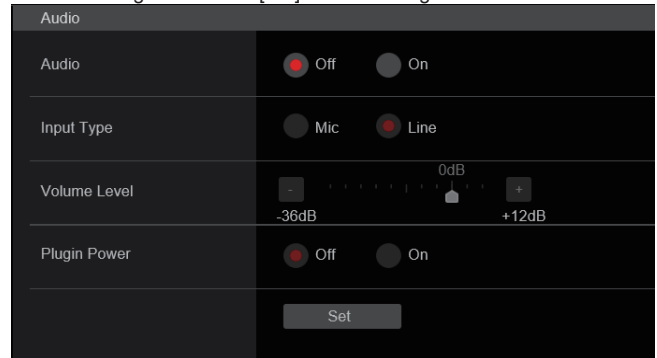 Audio
Audio Off On
Input Type Mic Line
0dB
Volume Level - +
-36dB +12dB
Plugin Power Off On
Set